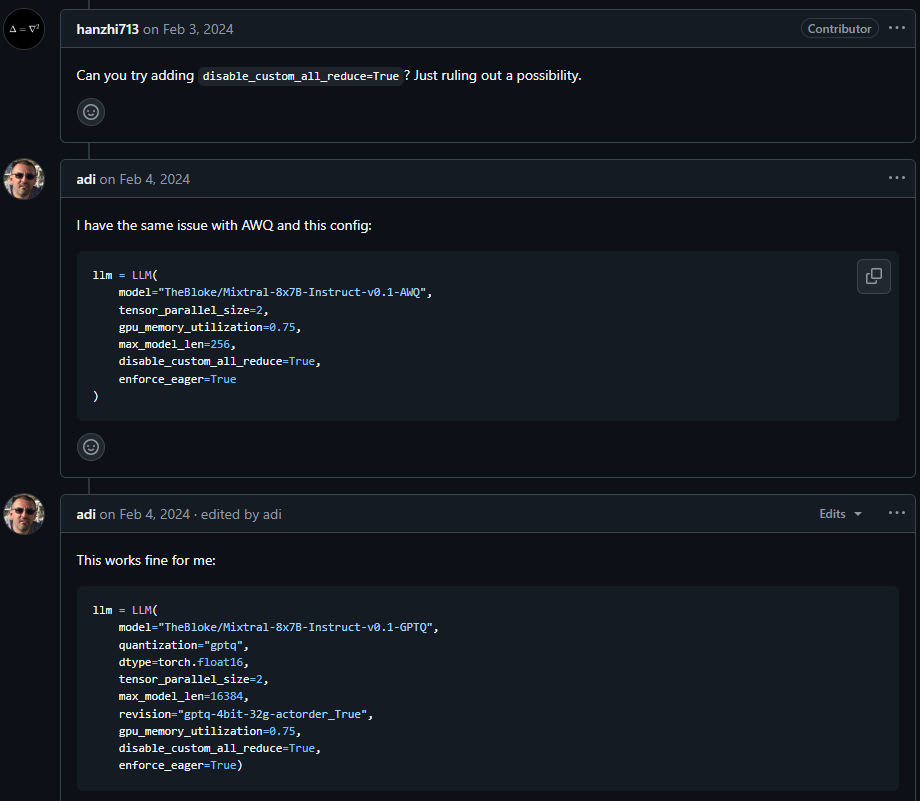 Δ = ∇²
hanzhi713 on Feb 3, 2024 Contributor ...
Can you try adding disable_custom_all_reduce=True? Just ruling out a possibility.
adi on Feb 4, 2024 ...
I have the same issue with AWQ and this config:
llm = LLM(
    model="TheBloke/Mixtral-8x7B-Instruct-v0.1-AWQ",
    tensor_parallel_size=2,
    gpu_memory_utilization=0.75,
    max_model_len=256,
    disable_custom_all_reduce=True,
    enforce_eager=True
)
adi on Feb 4, 2024 · edited by adi Edits ...
This works fine for me:
llm = LLM(
    model="TheBloke/Mixtral-8x7B-Instruct-v0.1-GPTQ",
    quantization="gptq",
    dtype=torch.float16,
    tensor_parallel_size=2,
    max_model_len=16384,
    revision="gptq-4bit-32g-actorder_True",
    gpu_memory_utilization=0.75,
    disable_custom_all_reduce=True,
    enforce_eager=True)